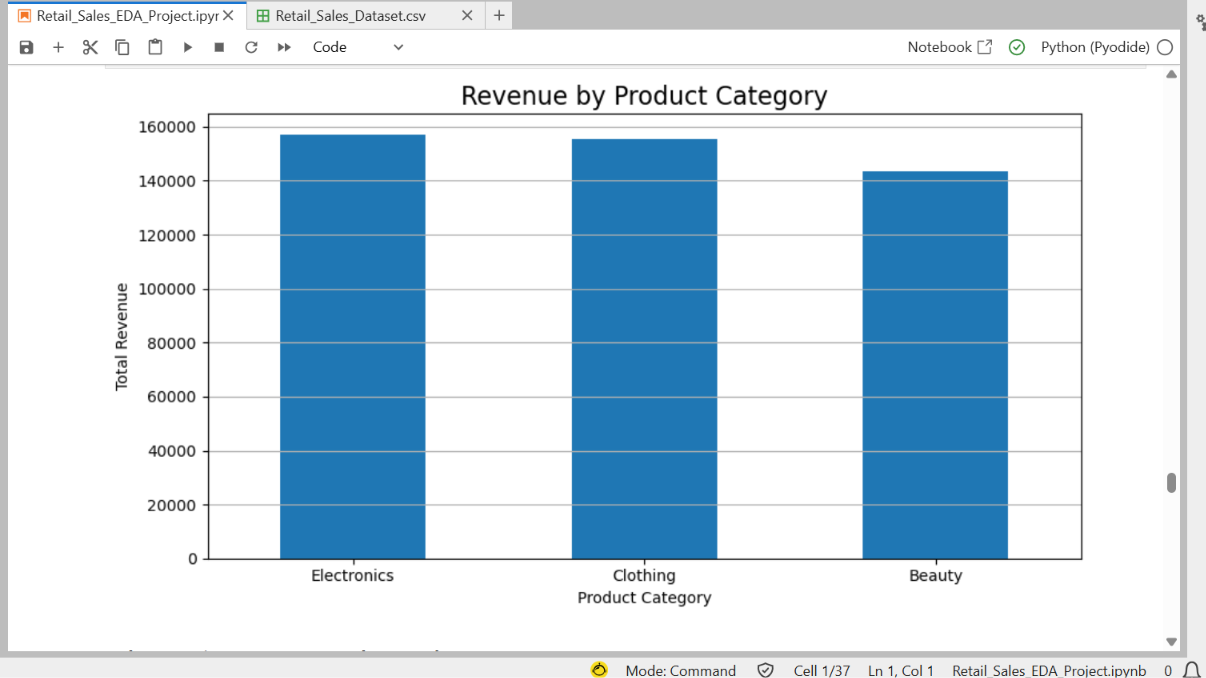 Retail_Sales_EDA_Project.ipyr
Retail_Sales_Dataset.csv
Code
Notebook
Python (Pyodide)
Revenue by Product Category
160000
140000
120000
100000
80000
60000
40000
20000
0
Total Revenue
Electronics
Clothing
Beauty
Product Category
Mode: Command
Cell 1/37
Ln 1, Col 1
Retail_Sales_EDA_Project.ipynb
0